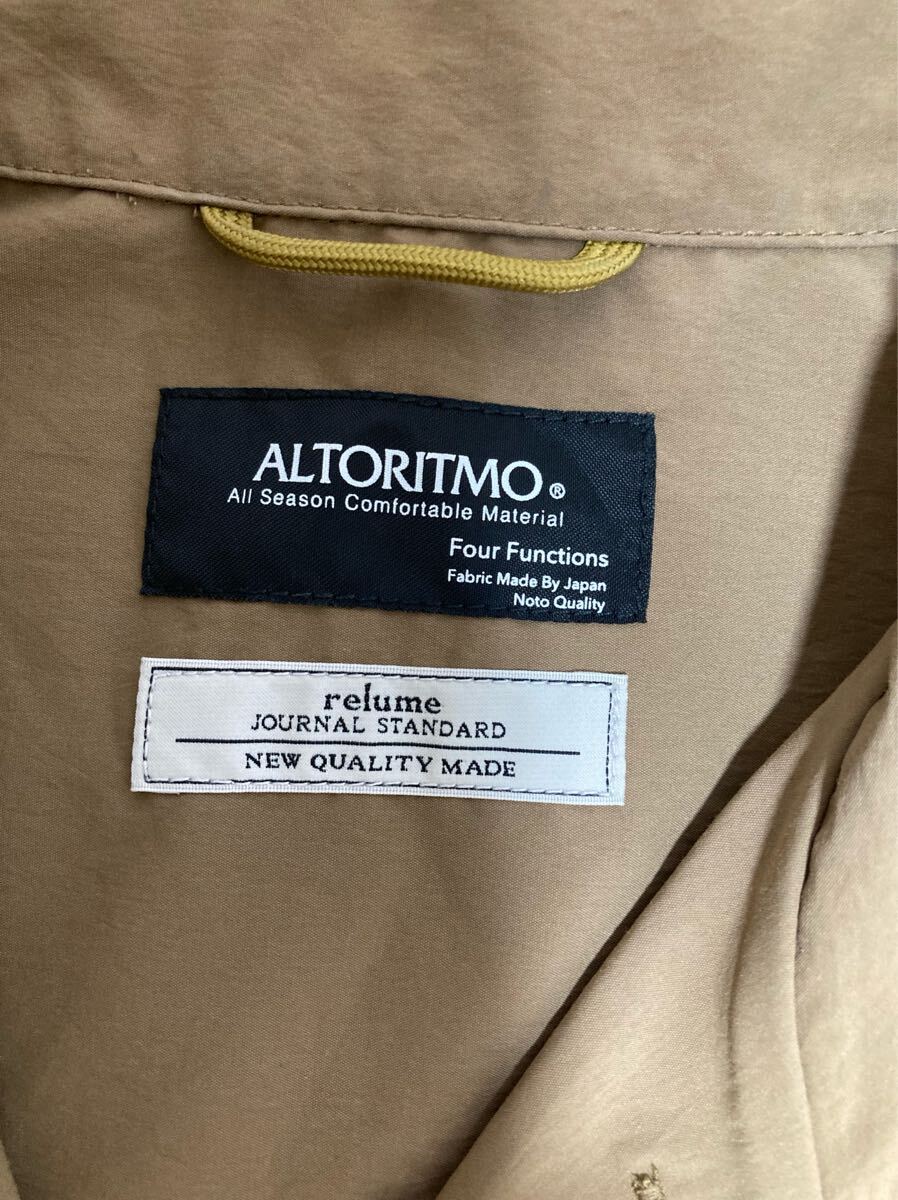 ALTORITMO®
All Season Comfortable Material
Four Functions
Fabric Made By Japan
Noto Quality
relume
JOURNAL STANDARD
NEW QUALITY MADE